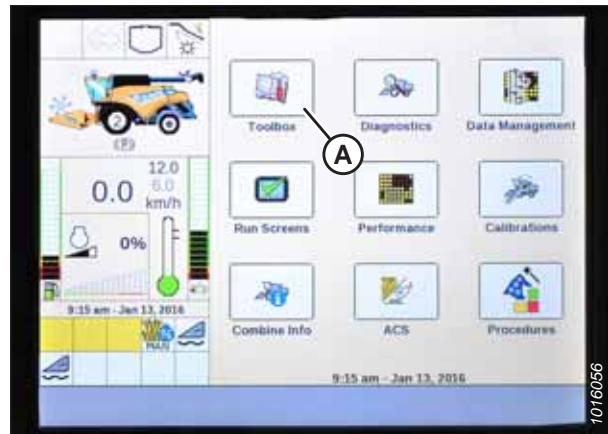 12.0
6.0
0.0 km/h
0%
9:15 am - Jan 13, 2016
MAN
Toolbox
Diagnostics
Data Management
A
Run Screens
Performance
Calibrations
Combine Info
ACS
Procedures
9:15 am - Jan 13, 2016
1016056